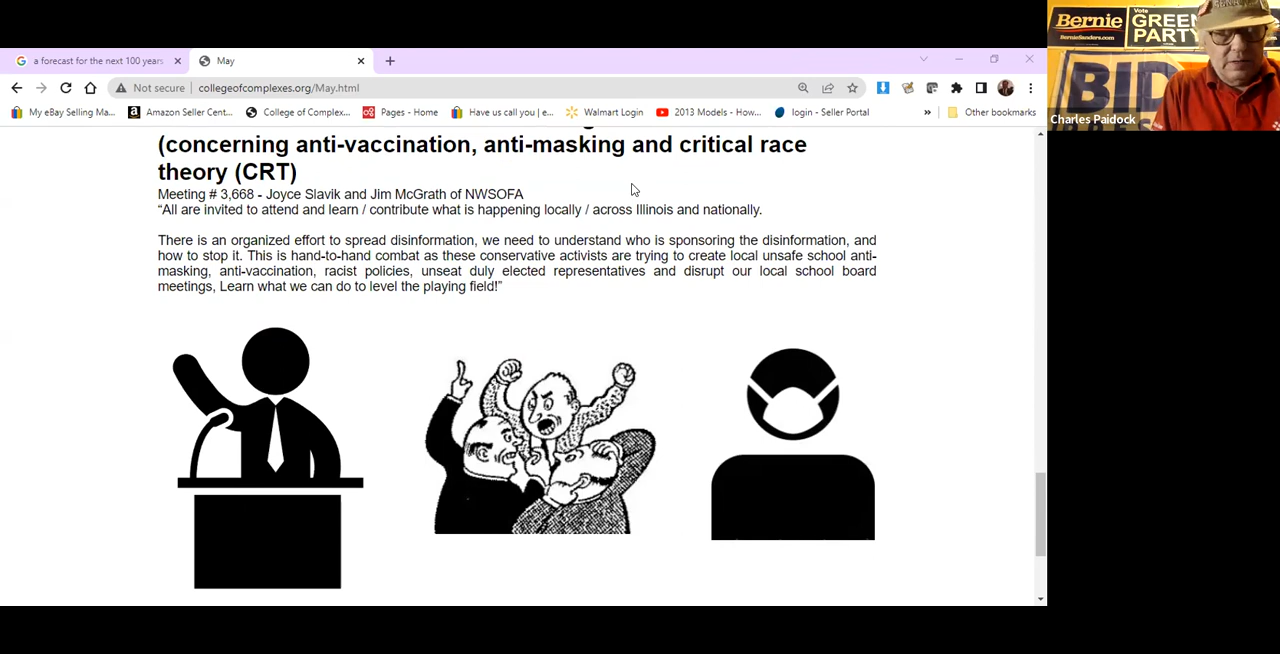 a forecast for the next 100 years
May
Not secure
collegeofcomplexes.org/May.html
My eBay Selling Ma...
Amazon Seller Cent...
College of Complex...
Pages - Home
Have us call you | e...
Walmart Login
2013 Models - How...
login - Seller Portal
Other bookmarks
(concerning anti-vaccination, anti-masking and critical race
theory (CRT)
Meeting # 3,668 - Joyce Slavik and Jim McGrath of NWSOFA
“All are invited to attend and learn / contribute what is happening locally / across Illinois and nationally.
There is an organized effort to spread disinformation, we need to understand who is sponsoring the disinformation, and
how to stop it. This is hand-to-hand combat as these conservative activists are trying to create local unsafe school anti-
masking, anti-vaccination, racist policies, unseat duly elected representatives and disrupt our local school board
meetings, Learn what we can do to level the playing field!”
Bernie
BernieSanders.com
Vote
GREEN
PARTY
BID
Charles Paidock